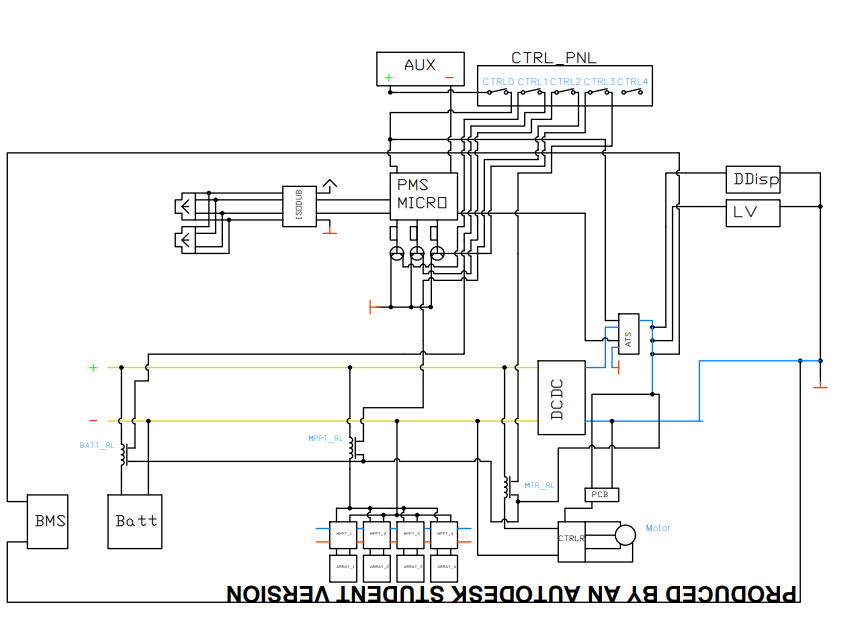 CTRL_PNL
AUX
+ −
CTRL0 CTRL1 CTRL2 CTRL3 CTRL4
PMS
MICRO
DDisp
LV
ATS
+
DCDC
−
BATT_RL
MPPT_RL
MTR_RL
PCB
BMS
Batt
Motor
MPPT_1 MPPT_2 MPPT_3 MPPT_4
CTRLR
ARRAY_1 ARRAY_2 ARRAY_3 ARRAY_4
PRODUCED BY AN AUTODESK STUDENT VERSION